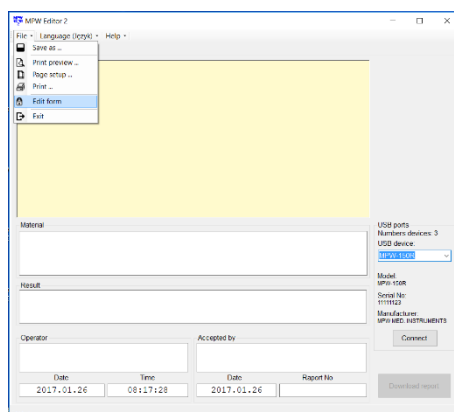 MPW Editor 2
File Language (Język) Help
Save as ...
Print preview ...
Page setup ...
Print ...
Edit form
Exit
Material
Result
Operator
Accepted by
Date
Time
Date
Raport No
2017.01.26
08:17:28
2017.01.26
USB ports
Numbers devices: 3
USB device:
MPW-150R
Model:
MPW-150R
Serial No:
11111123
Manufacturer:
MPW MED. INSTRUMENTS
Connect
Download report